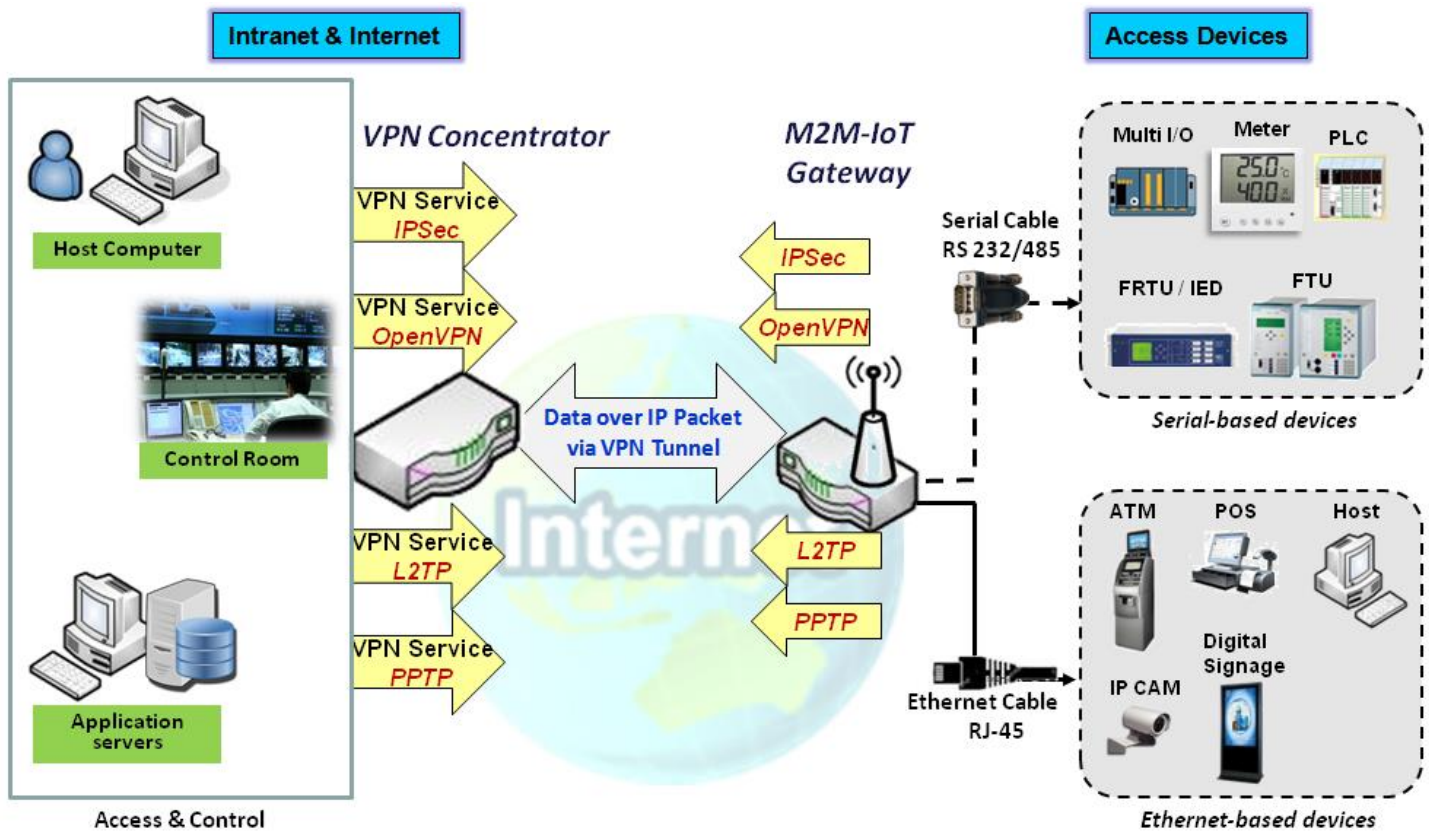 Intranet & Internet
Access Devices
VPN Concentrator
M2M-IoT
Gateway
Host Computer
Control Room
Application
servers
Access & Control
VPN Service
IPSec
VPN Service
OpenVPN
VPN Service
L2TP
VPN Service
PPTP
IPSec
OpenVPN
Data over IP Packet
via VPN Tunnel
Internet
L2TP
PPTP
Serial Cable
RS 232/485
Ethernet Cable
RJ-45
Multi I/O
Meter
PLC
25.0
40.0
FRTU / IED
FTU
Serial-based devices
ATM
POS
Host
Digital
Signage
IP CAM
Ethernet-based devices